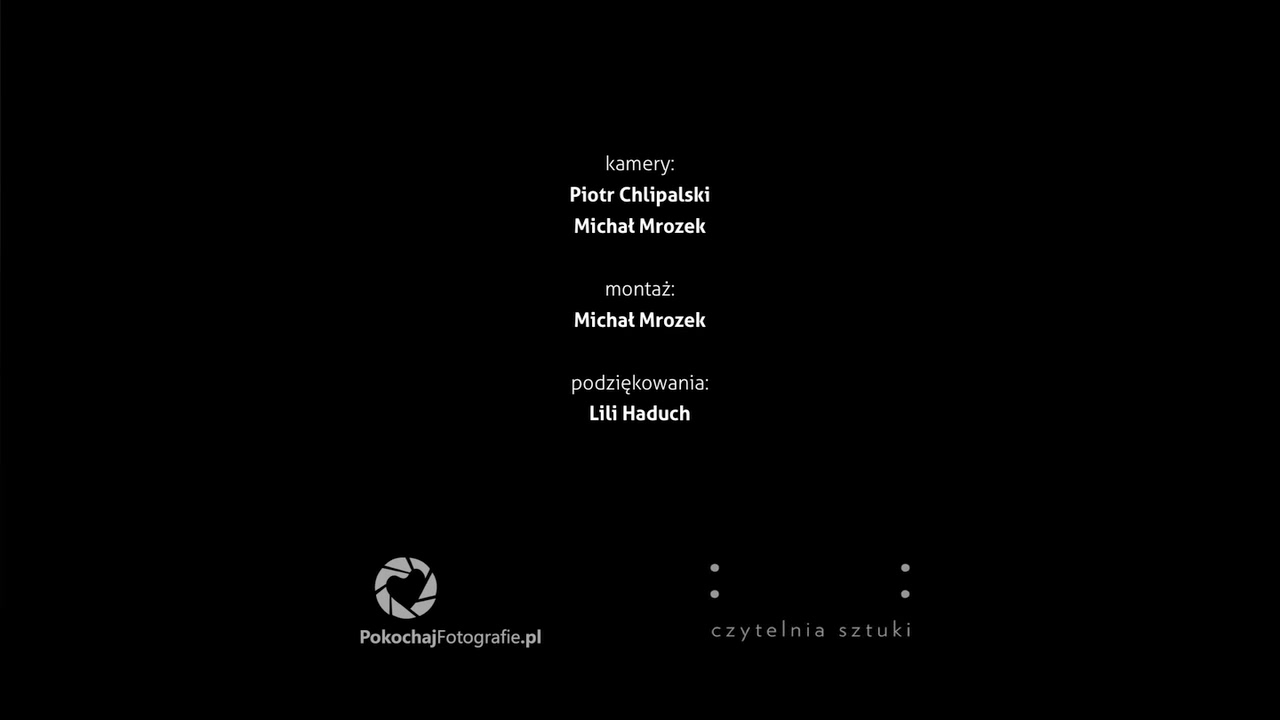 kamery:
Piotr Chlipalski
Michał Mrozek
montaż:
Michał Mrozek
podziękowania:
Lili Haduch
PokochajFotografie.pl
czytelnia sztuki